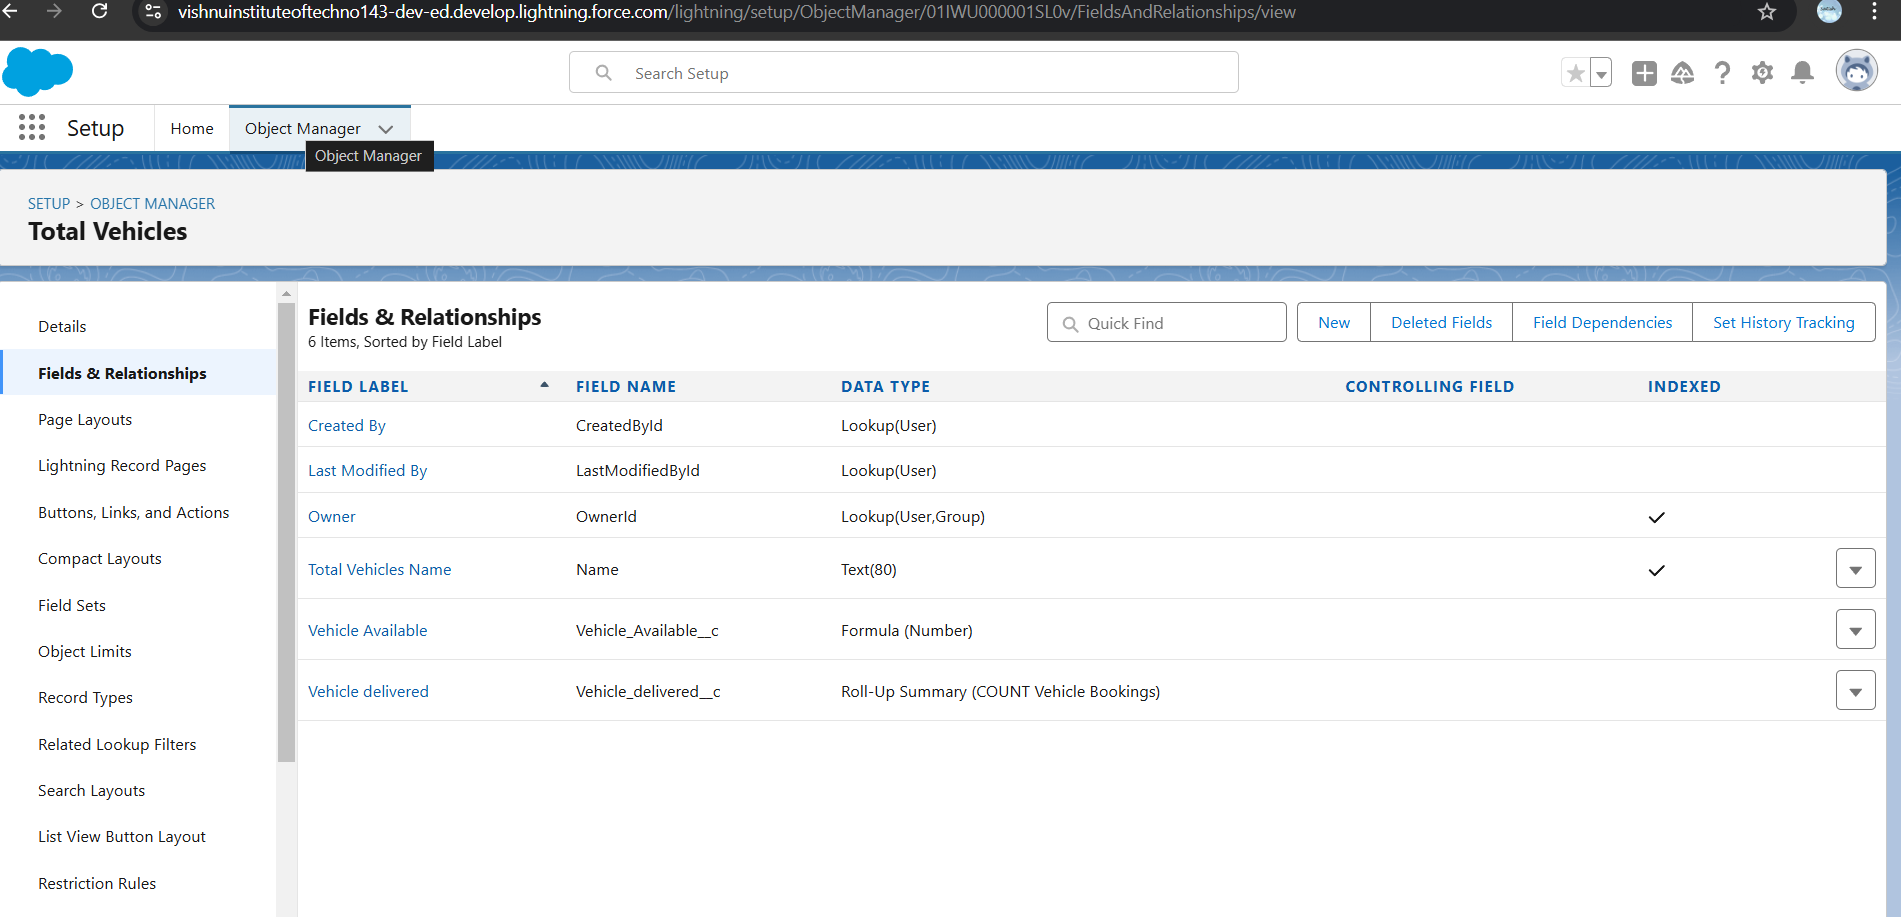 vishnuinstituteoftechno143-dev-ed.develop.lightning.force.com/lightning/setup/ObjectManager/01IWU000001SL0v/FieldsAndRelationships/view
Search Setup
Setup
Home
Object Manager
Object Manager
SETUP > OBJECT MANAGER
Total Vehicles
Details
Fields & Relationships
Page Layouts
Lightning Record Pages
Buttons, Links, and Actions
Compact Layouts
Field Sets
Object Limits
Record Types
Related Lookup Filters
Search Layouts
List View Button Layout
Restriction Rules
Fields & Relationships
6 Items, Sorted by Field Label
Quick Find
New
Deleted Fields
Field Dependencies
Set History Tracking
FIELD LABEL FIELD NAME DATA TYPE CONTROLLING FIELD INDEXED
Created By CreatedById Lookup(User)
Last Modified By LastModifiedById Lookup(User)
Owner OwnerId Lookup(User,Group)
Total Vehicles Name Name Text(80)
Vehicle Available Vehicle_Available__c Formula (Number)
Vehicle delivered Vehicle_delivered__c Roll-Up Summary (COUNT Vehicle Bookings)